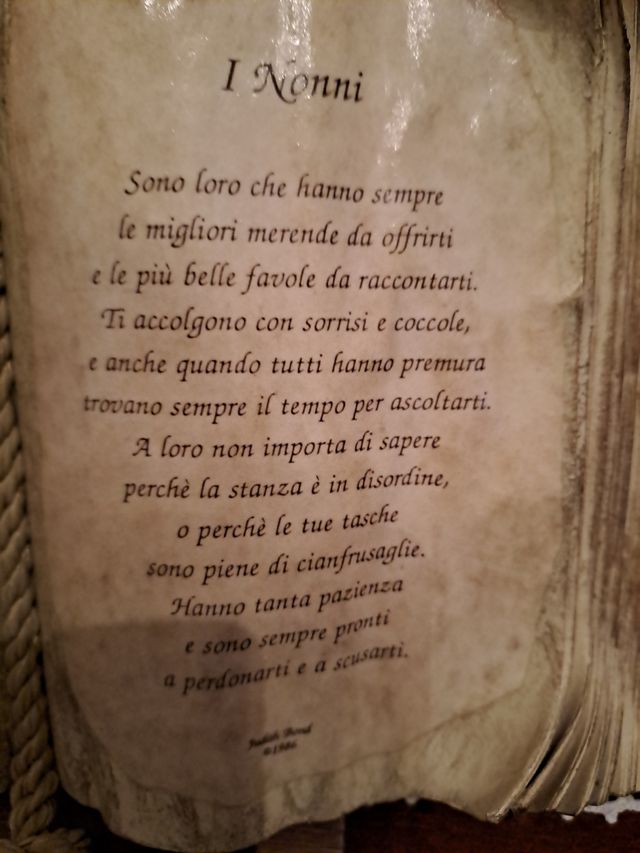 I Nonni
Sono loro che hanno sempre
le migliori merende da offrirti
e le più belle favole da raccontarti.
Ti accolgono con sorrisi e coccole,
e anche quando tutti hanno premura
trovano sempre il tempo per ascoltarti.
A loro non importa di sapere
perchè la stanza è in disordine,
o perchè le tue tasche
sono piene di cianfrusaglie.
Hanno tanta pazienza
e sono sempre pronti
a perdonarti e a scusarti.
Judith Bond
©1986